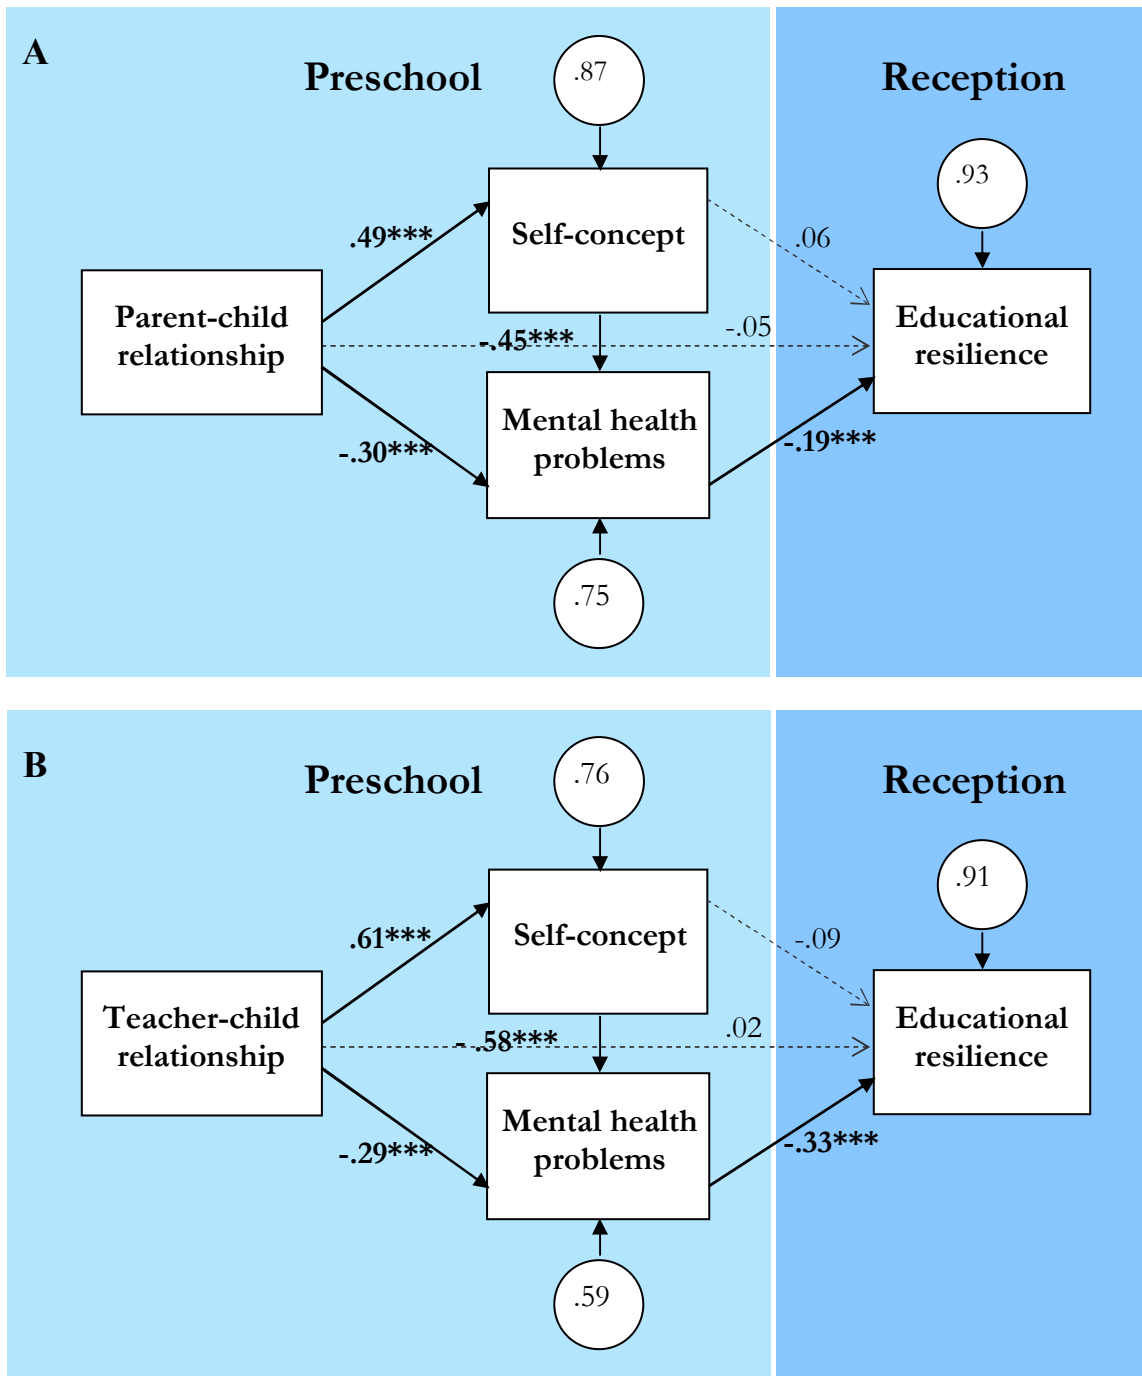 A
Preschool
.87
Reception
.93
Self-concept
.49***
.06
Parent-child
relationship
-.45***
-.05
Educational
resilience
Mental health
problems
-.30***
-.19***
.75
B
Preschool
.76
Reception
.91
Self-concept
.61***
-.09
Teacher-child
relationship
- .58***
.02
Educational
resilience
Mental health
problems
-.29***
-.33***
.59